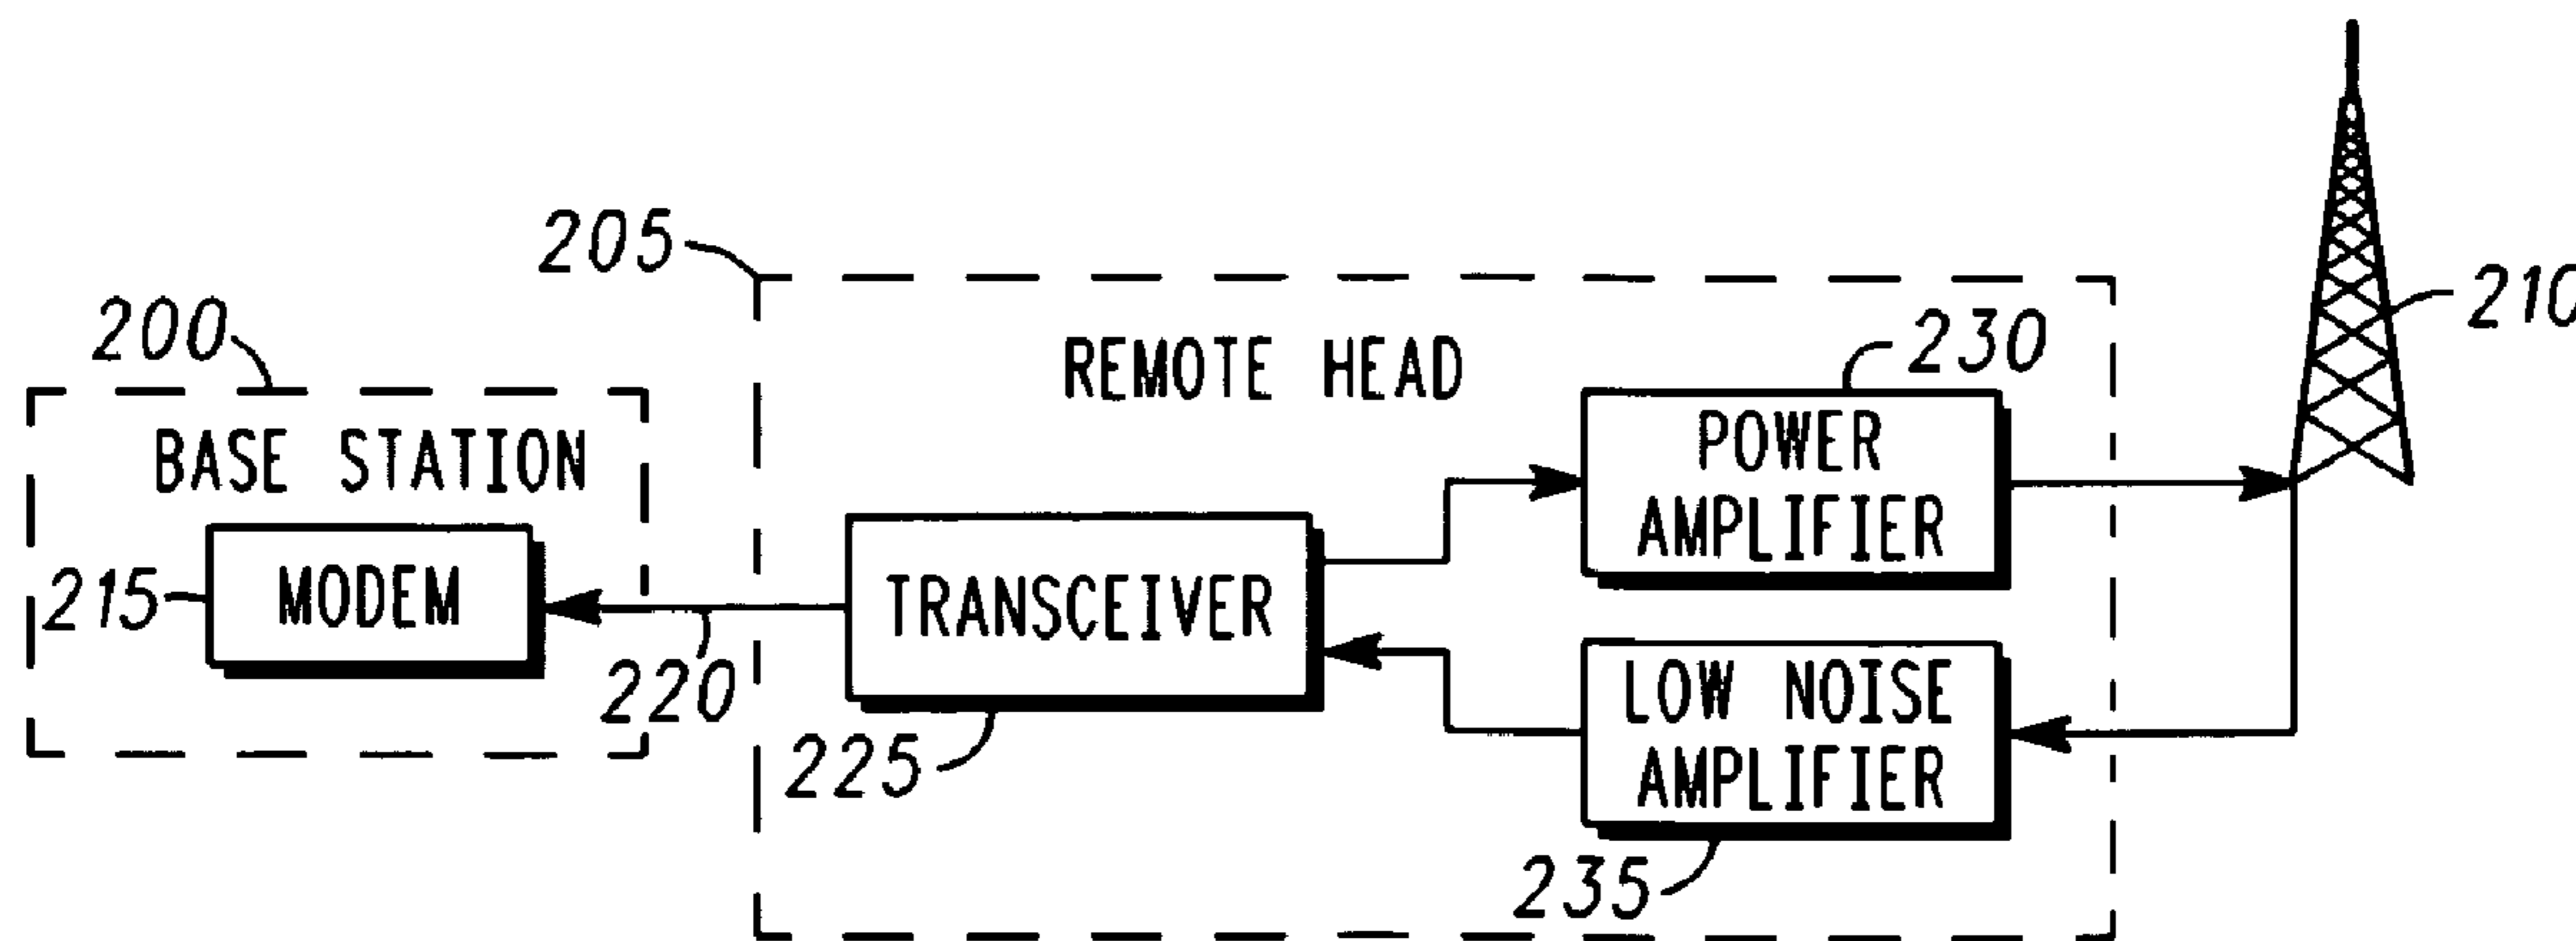 205
210
200
REMOTE HEAD
230
BASE STATION
POWER
AMPLIFIER
215
MODEM
TRANSCEIVER
220
LOW NOISE
AMPLIFIER
225
235